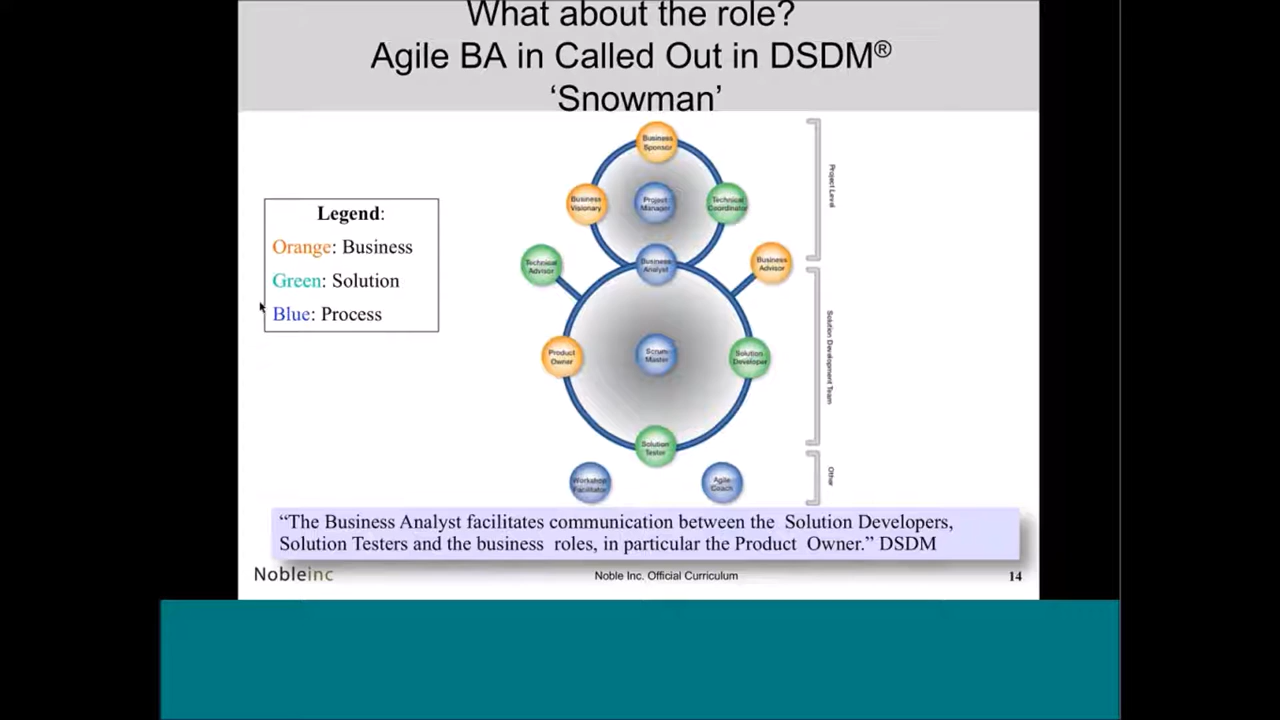 What about the role?
Agile BA in Called Out in DSDM®
‘Snowman’
Legend:
Orange: Business
Green: Solution
Blue: Process
Business
Sponsor
Business
Visionary
Project
Manager
Technical
Coordinator
Technical
Advisor
Business
Analyst
Business
Advisor
Product
Owner
Scrum
Master
Solution
Developer
Solution
Tester
Workshop
Facilitator
Agile
Coach
Project Level
Solution Development Team
Other
“The Business Analyst facilitates communication between the Solution Developers,
Solution Testers and the business roles, in particular the Product Owner.” DSDM
Nobleinc
Noble Inc. Official Curriculum
14